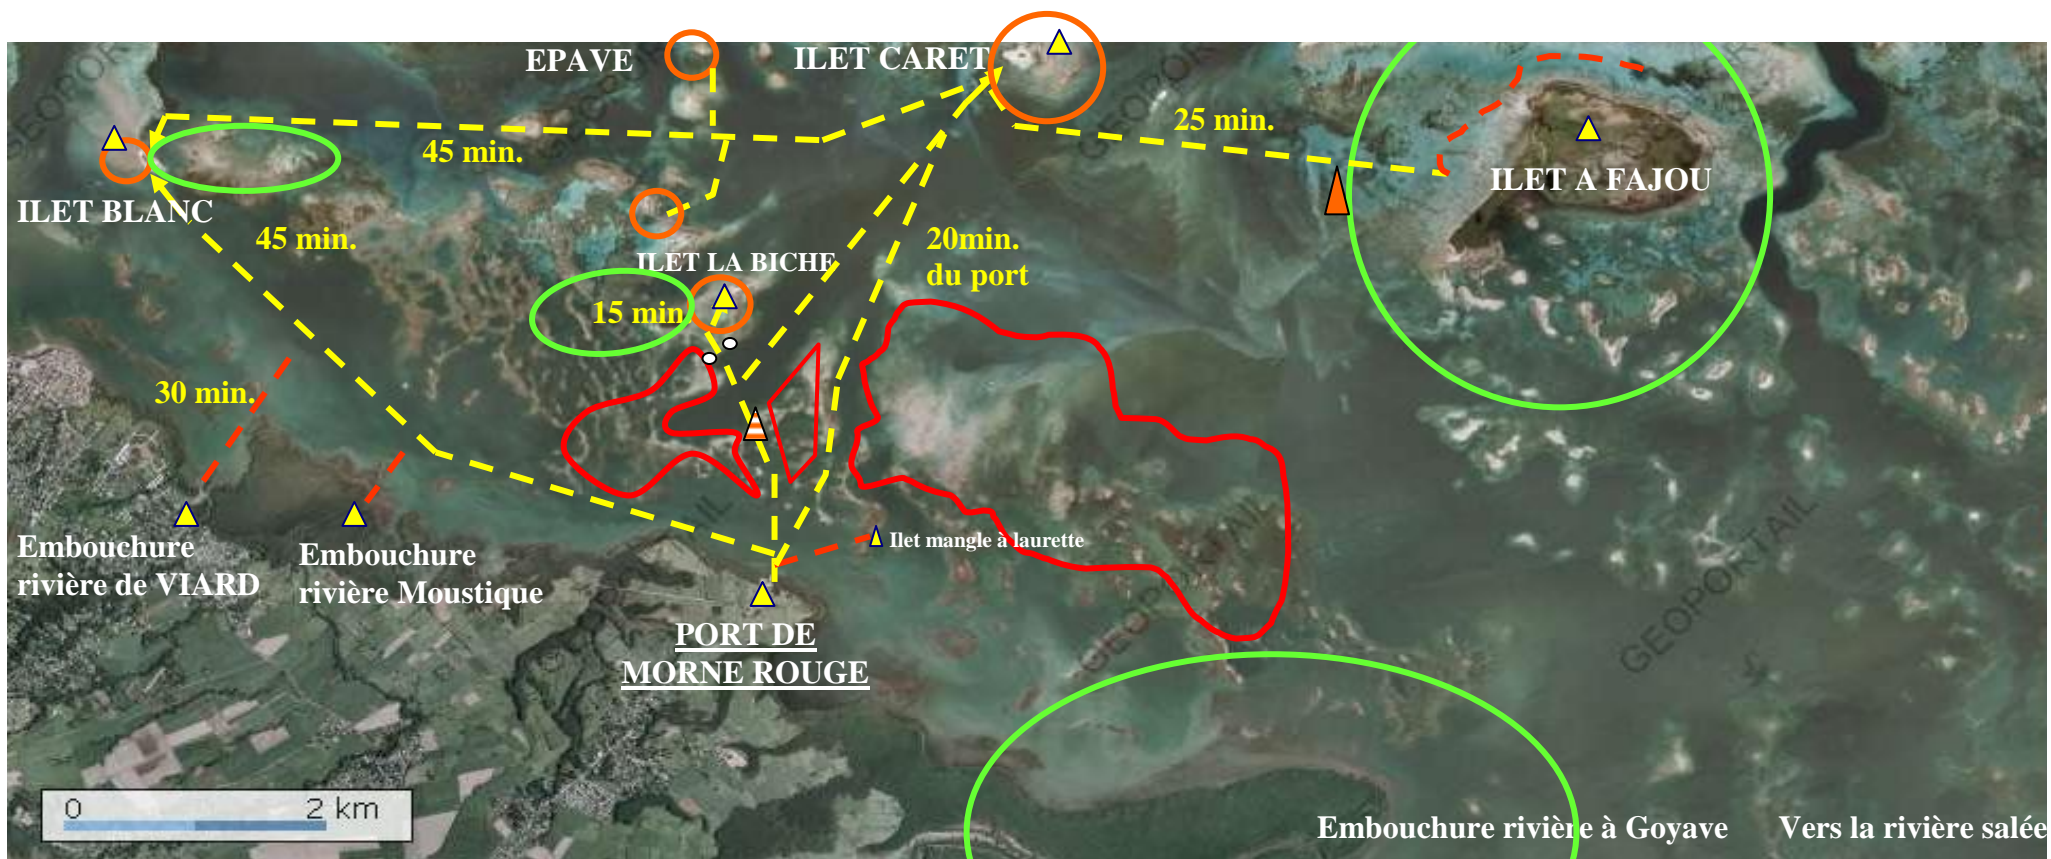 EPAVE
ILET CARET
25 min.
45 min.
ILET A FAJOU
ILET BLANC
45 min.
20min.
du port
ILET LA BICHE
15 min
30 min.
Embouchure
rivière de VIARD
Embouchure
rivière Moustique
Ilet mangle à laurette
PORT DE
MORNE ROUGE
GEOPORTAIL
0 2 km
Embouchure rivière à Goyave
Vers la rivière salée